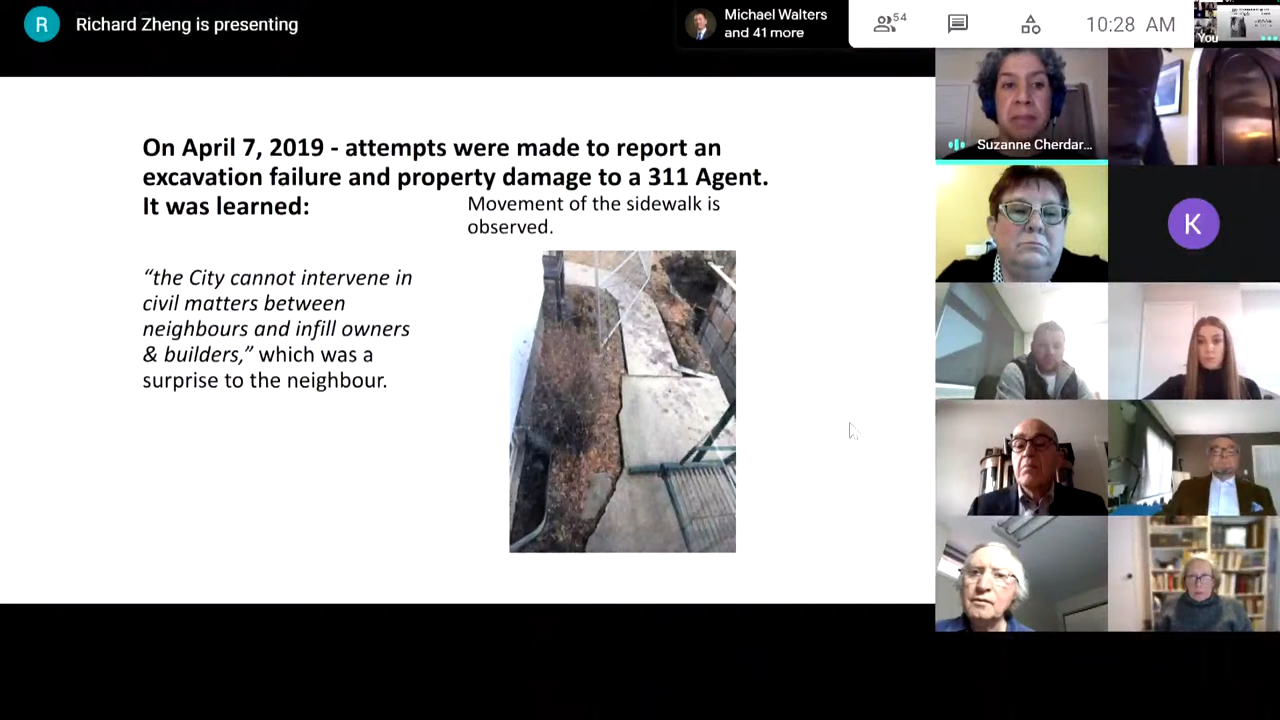 R
Richard Zheng is presenting
Michael Walters
and 41 more
54
10:28 AM
You
On April 7, 2019 - attempts were made to report an
excavation failure and property damage to a 311 Agent.
It was learned:
Movement of the sidewalk is
observed.
“the City cannot intervene in
civil matters between
neighbours and infill owners
& builders,” which was a
surprise to the neighbour.
Suzanne Cherdar...
K